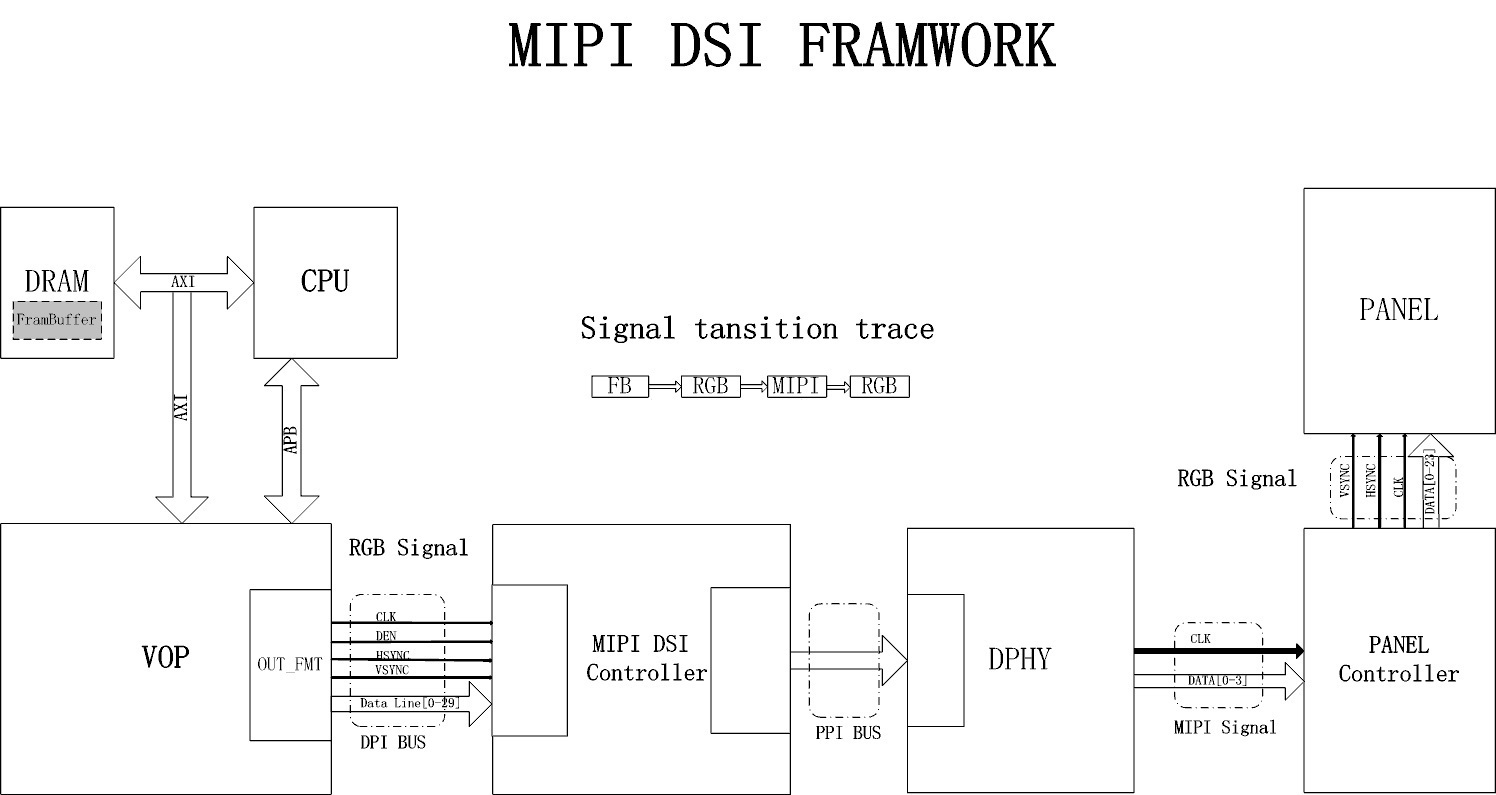 MIPI DSI FRAMWORK
DRAM
FramBuffer
AXI
CPU
AXI
APB
Signal tansition trace
FB
RGB
MIPI
RGB
PANEL
RGB Signal
VSYNC
HSYNC
CLK
DATA[0-23]
VOP
OUT_FMT
RGB Signal
CLK
DEN
HSYNC
VSYNC
Data Line[0-29]
DPI BUS
MIPI DSI
Controller
PPI BUS
DPHY
CLK
DATA[0-3]
MIPI Signal
PANEL
Controller